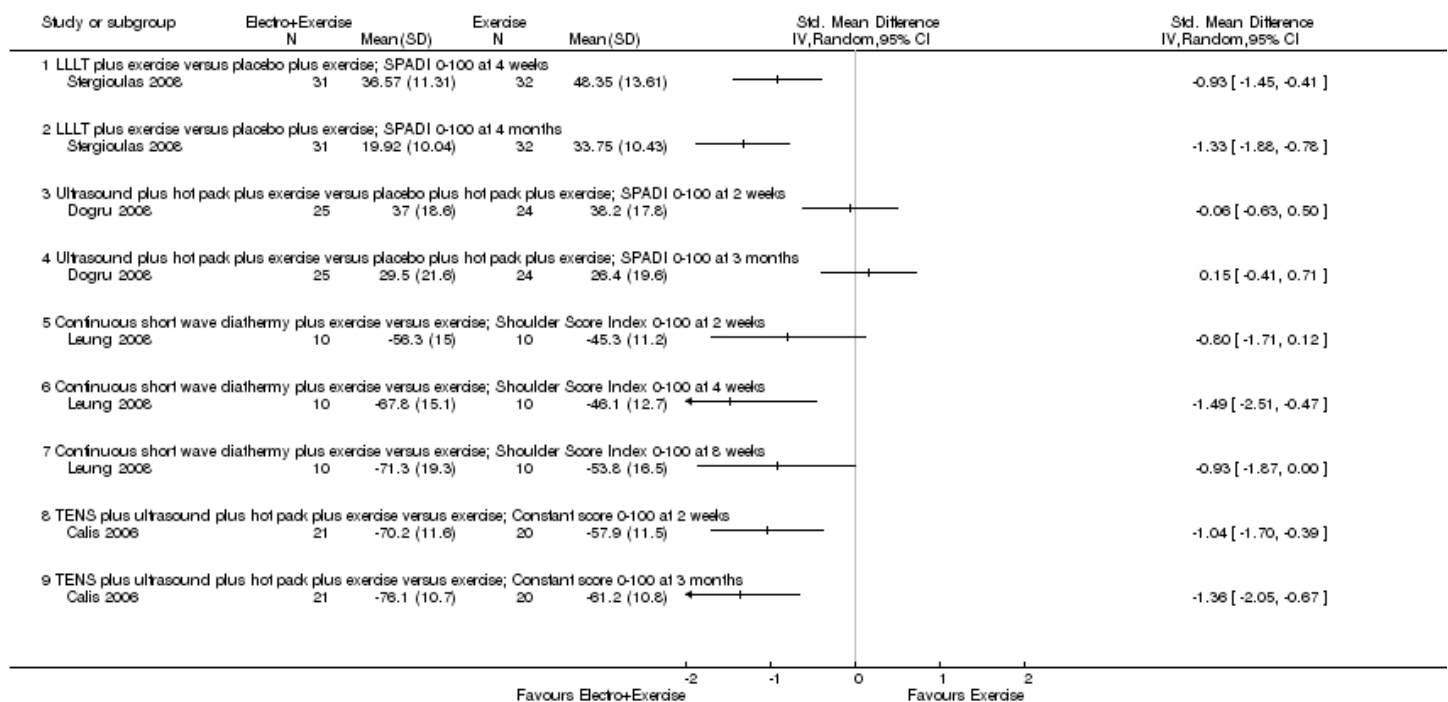 Study or subgroup Electro+Exercise Exercise Std. Mean Difference Std. Mean Difference
N Mean(SD) N Mean(SD) IV,Random,95% CI IV,Random,95% CI
1 LLLT plus exercise versus placebo plus exercise; SPADI 0-100 at 4 weeks
Stergioulas 2008 31 36.57 (11.31) 32 48.35 (13.61) -0.93 [ -1.45, -0.41 ]
2 LLLT plus exercise versus placebo plus exercise; SPADI 0-100 at 4 months
Stergioulas 2008 31 19.92 (10.04) 32 33.75 (10.43) -1.33 [ -1.88, -0.78 ]
3 Ultrasound plus hot pack plus exercise versus placebo plus hot pack plus exercise; SPADI 0-100 at 2 weeks
Dogru 2008 25 37 (18.6) 24 38.2 (17.8) -0.06 [ -0.63, 0.50 ]
4 Ultrasound plus hot pack plus exercise versus placebo plus hot pack plus exercise; SPADI 0-100 at 3 months
Dogru 2008 25 29.5 (21.6) 24 26.4 (19.6) 0.15 [ -0.41, 0.71 ]
5 Continuous short wave diathermy plus exercise versus exercise; Shoulder Score Index 0-100 at 2 weeks
Leung 2008 10 -56.3 (15) 10 -45.3 (11.2) -0.80 [ -1.71, 0.12 ]
6 Continuous short wave diathermy plus exercise versus exercise; Shoulder Score Index 0-100 at 4 weeks
Leung 2008 10 -67.8 (15.1) 10 -46.1 (12.7) -1.49 [ -2.51, -0.47 ]
7 Continuous short wave diathermy plus exercise versus exercise; Shoulder Score Index 0-100 at 8 weeks
Leung 2008 10 -71.3 (19.3) 10 -53.8 (16.5) -0.93 [ -1.87, 0.00 ]
8 TENS plus ultrasound plus hot pack plus exercise versus exercise; Constant score 0-100 at 2 weeks
Calis 2006 21 -70.2 (11.6) 20 -57.9 (11.5) -1.04 [ -1.70, -0.39 ]
9 TENS plus ultrasound plus hot pack plus exercise versus exercise; Constant score 0-100 at 3 months
Calis 2006 21 -76.1 (10.7) 20 -61.2 (10.8) -1.36 [ -2.05, -0.67 ]
-2 -1 0 1 2
Favours Electro+Exercise Favours Exercise